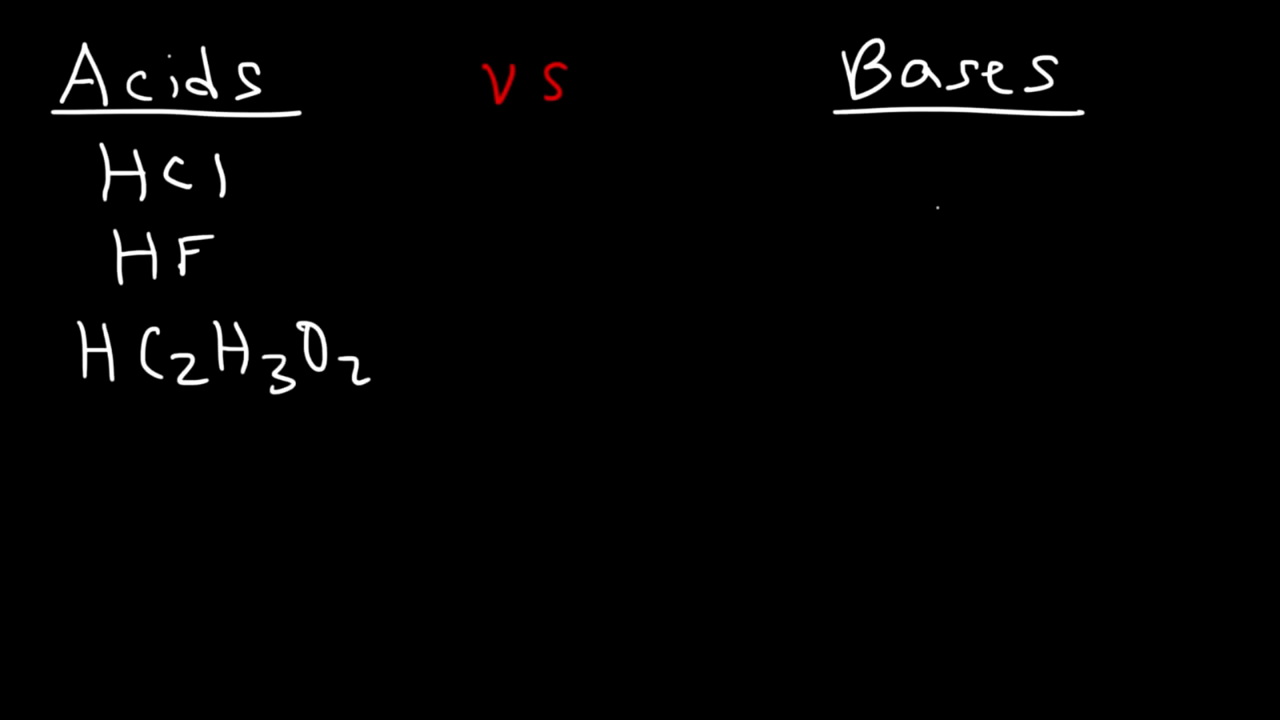 Acids vs Bases
HCl
HF
HC₂H₃O₂